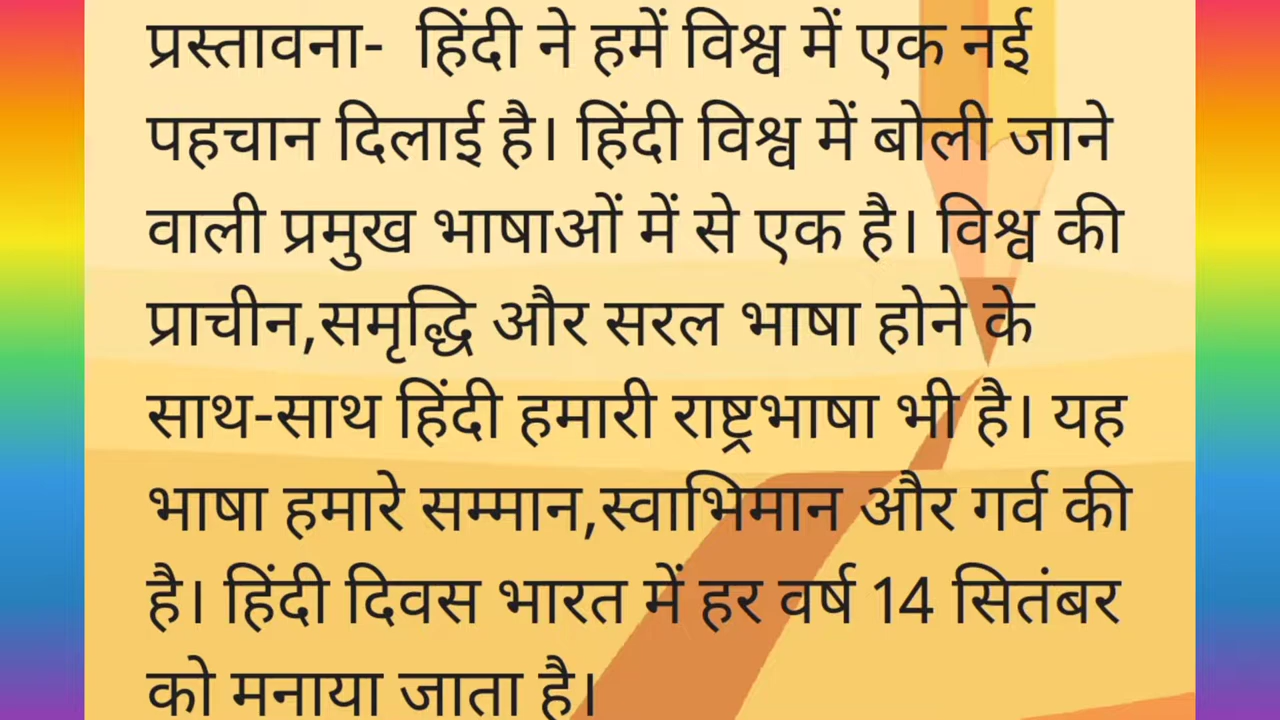 प्रस्तावना-  हिंदी ने हमें विश्व में एक नई
पहचान दिलाई है। हिंदी विश्व में बोली जाने
वाली प्रमुख भाषाओं में से एक है। विश्व की
प्राचीन,समृद्धि और सरल भाषा होने के
साथ-साथ हिंदी हमारी राष्ट्रभाषा भी है। यह
भाषा हमारे सम्मान,स्वाभिमान और गर्व की
है। हिंदी दिवस भारत में हर वर्ष 14 सितंबर
को मनाया जाता है।